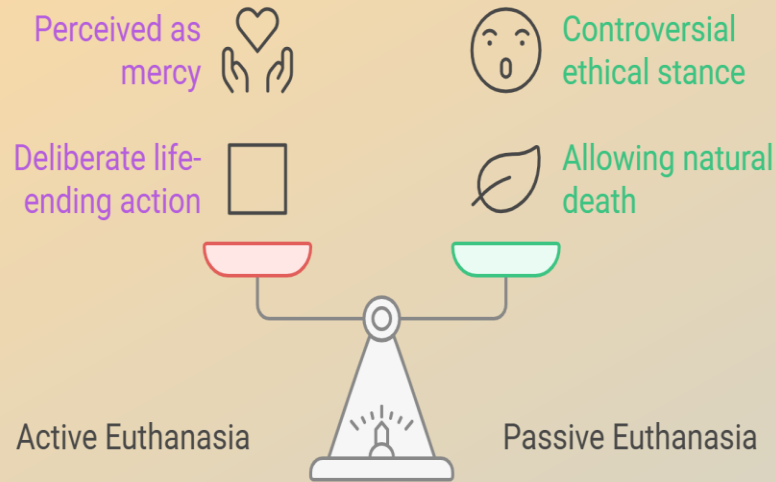 Perceived as
mercy
Controversial
ethical stance
Deliberate life-
ending action
Allowing natural
death
Active Euthanasia
Passive Euthanasia